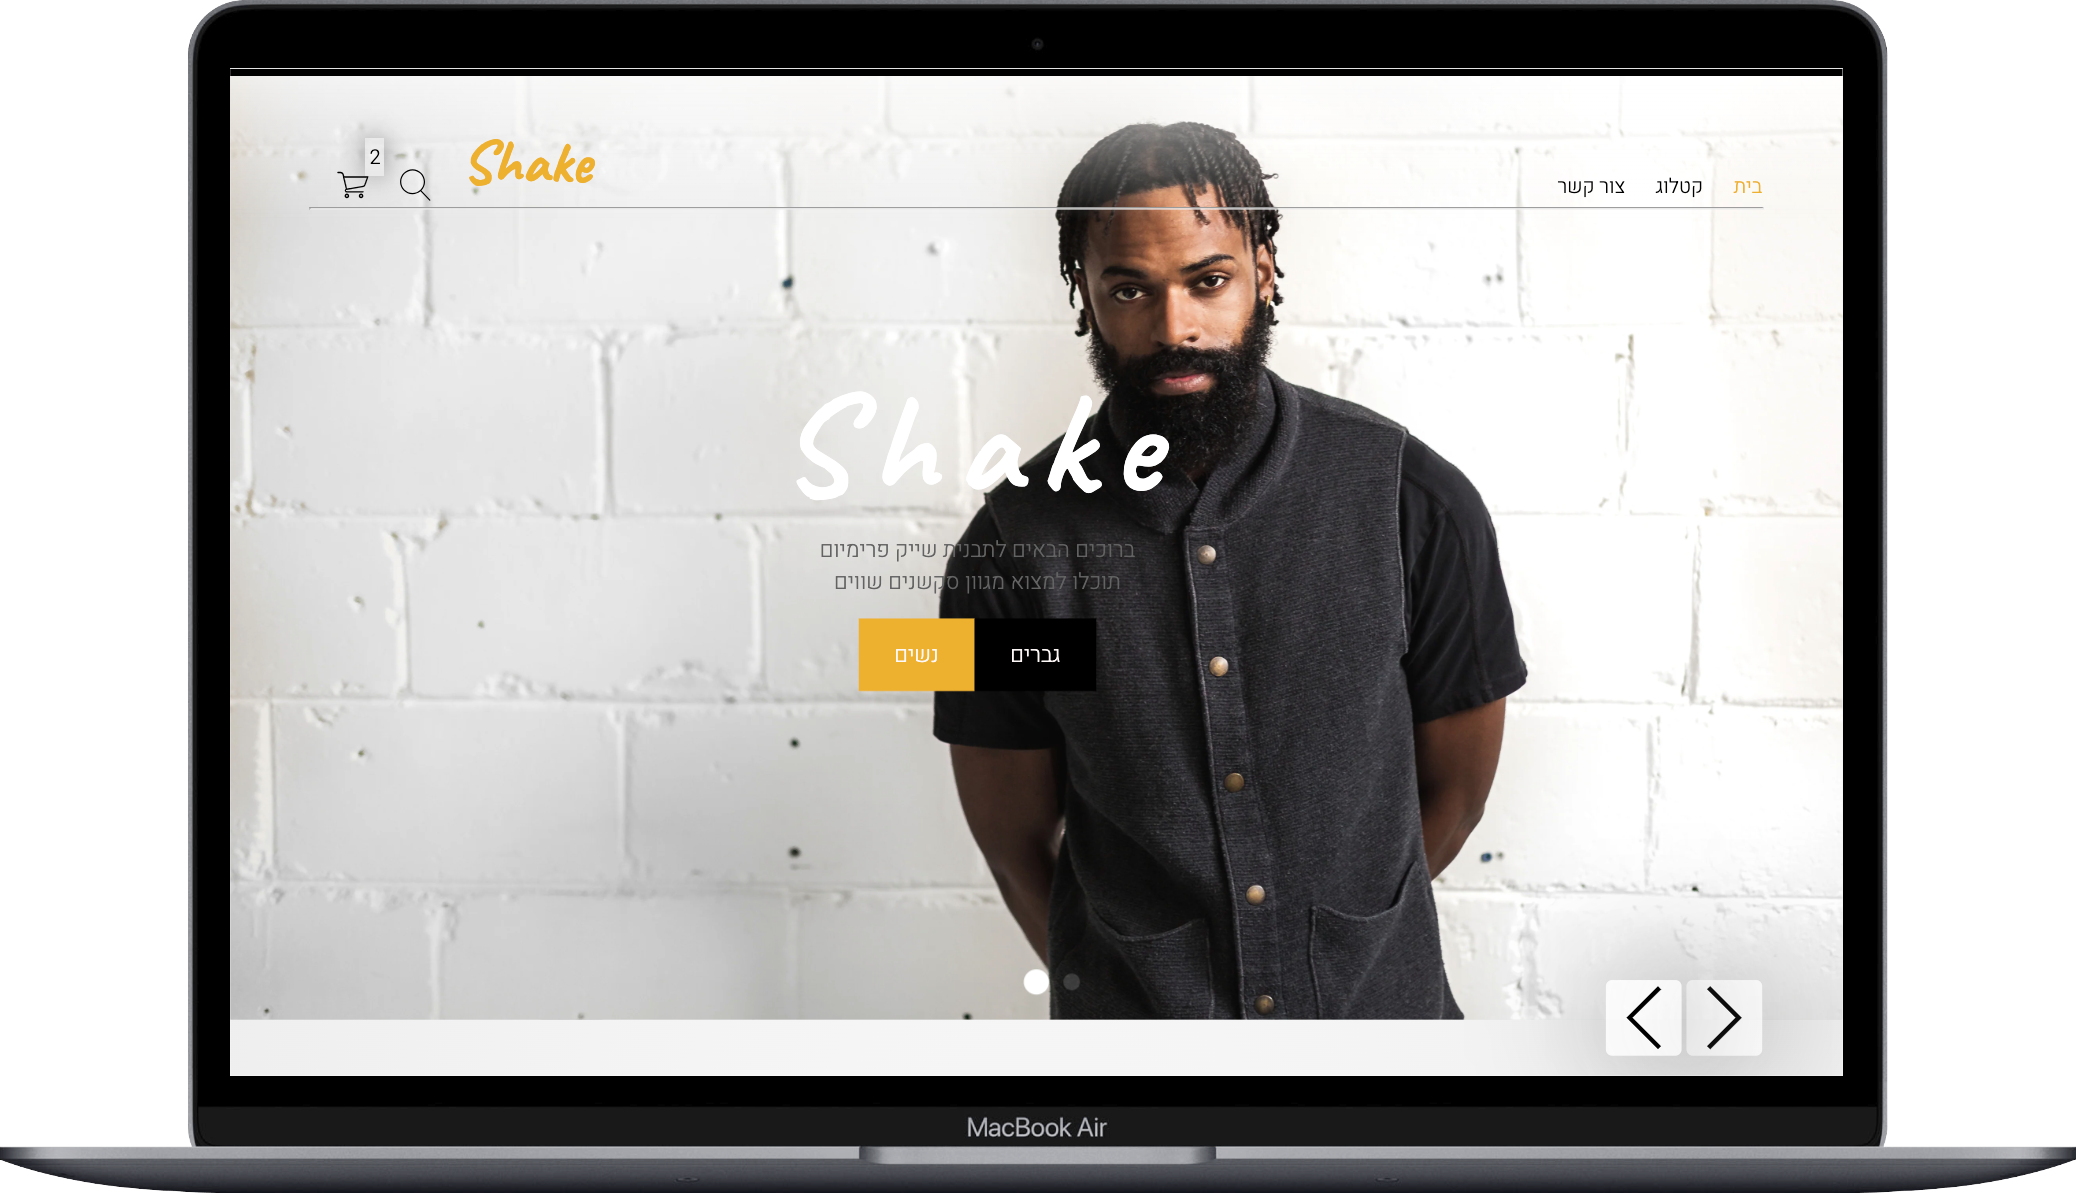 בית קטלוג צור קשר
Shake
2
Shake
ברוכים הבאים לתבנית שייק פרימיום
תוכלו למצוא מגוון סקשנים שווים
גברים נשים
MacBook Air